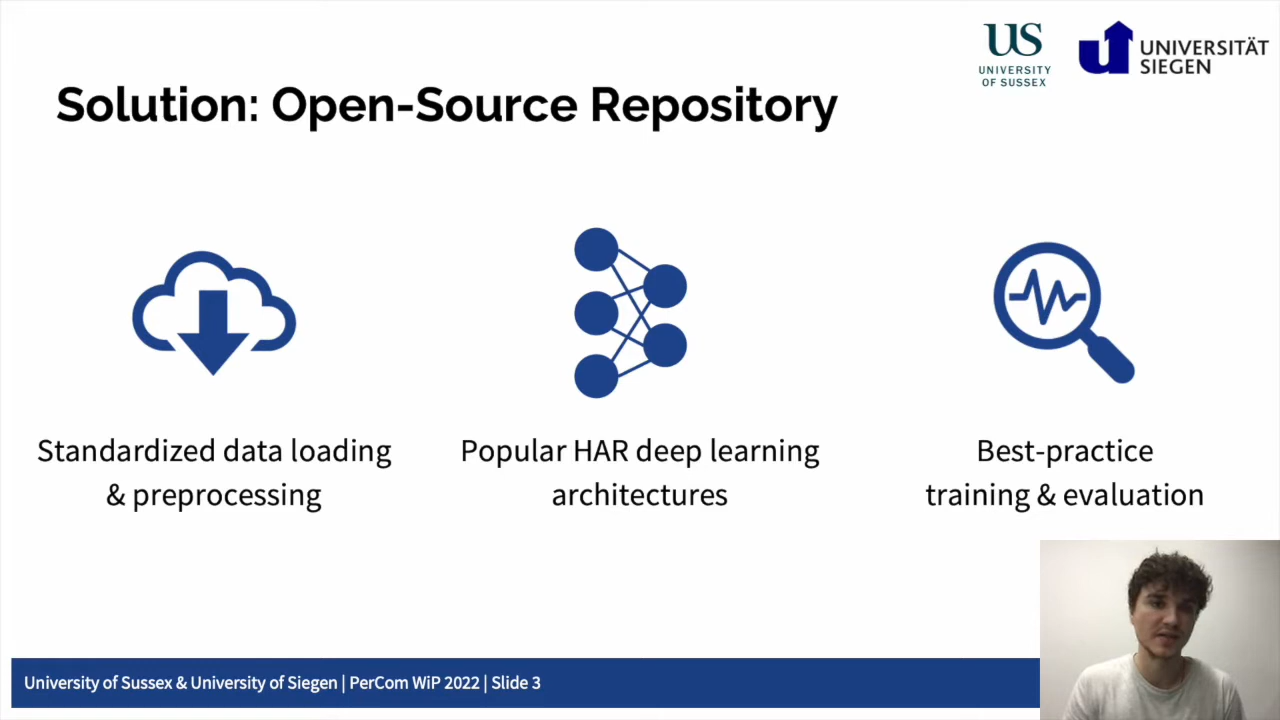 US
UNIVERSITY
OF SUSSEX
UNIVERSITÄT
SIEGEN
Solution: Open-Source Repository
Standardized data loading
& preprocessing
Popular HAR deep learning
architectures
Best-practice
training & evaluation
University of Sussex & University of Siegen | PerCom WiP 2022 | Slide 3